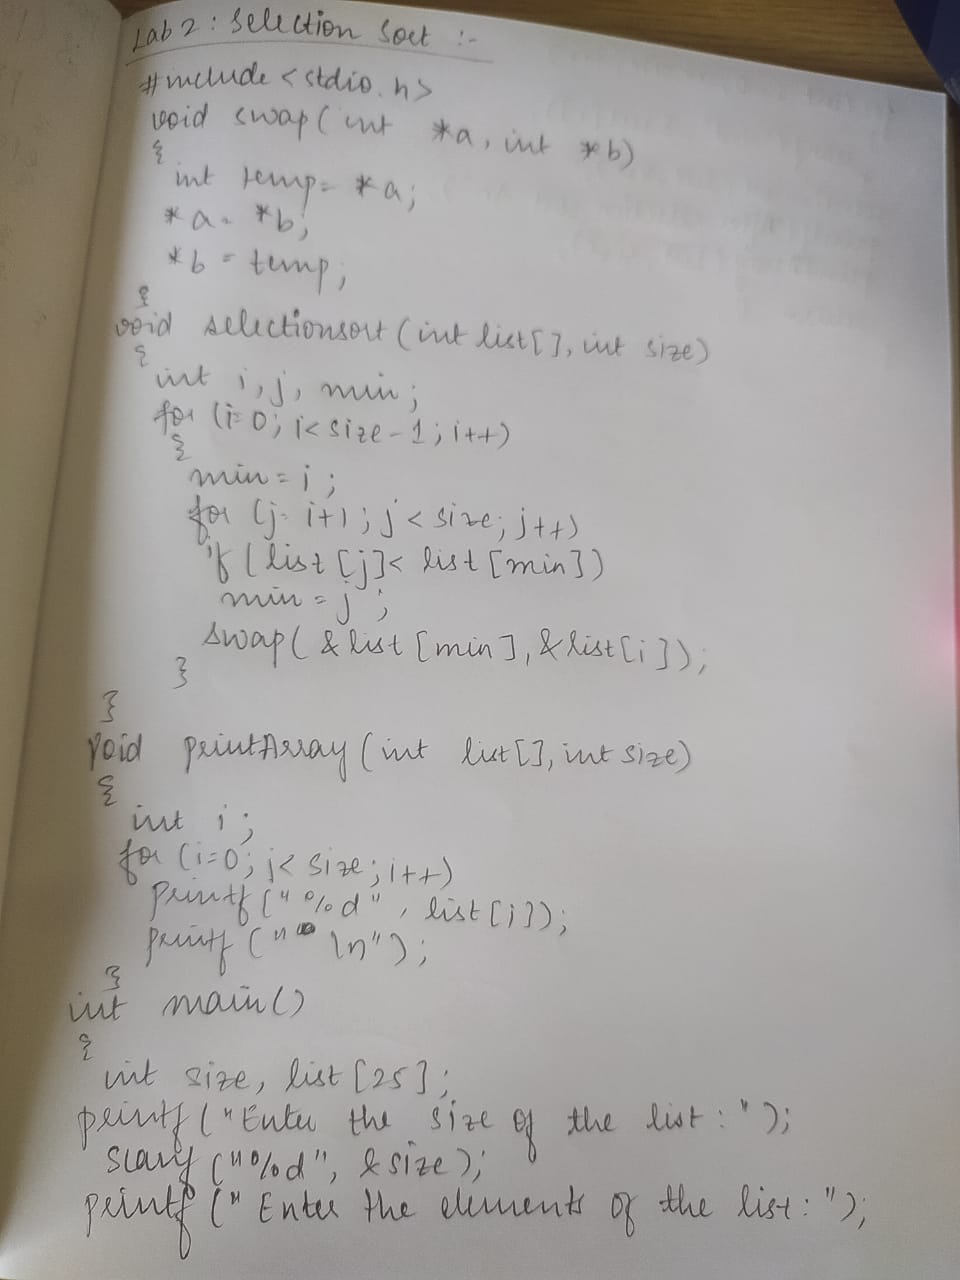 Lab 2 : Selection Sort :-
#include <stdio.h>
void swap( int *a, int *b)
{
int temp= *a;
*a= *b;
*b = temp;
}
void selectionsort (int list[], int size)
{
int i, j, min;
for (i=0; i<size-1; i++)
{
min=i;
for (j= i+1; j<size; j++)
if (list[j]< list[min])
min=j;
swap( &list[min], &list[i]);
}
}
void printArray (int list[], int size)
{
int i;
for (i=0; i< size; i++)
printf ("%d", list[i]);
printf (" \n");
}
int main()
{
int size, list [25];
printf ("Enter the size of the list : ");
scanf ("%d", &size);
printf (" Enter the elements of the list : ");